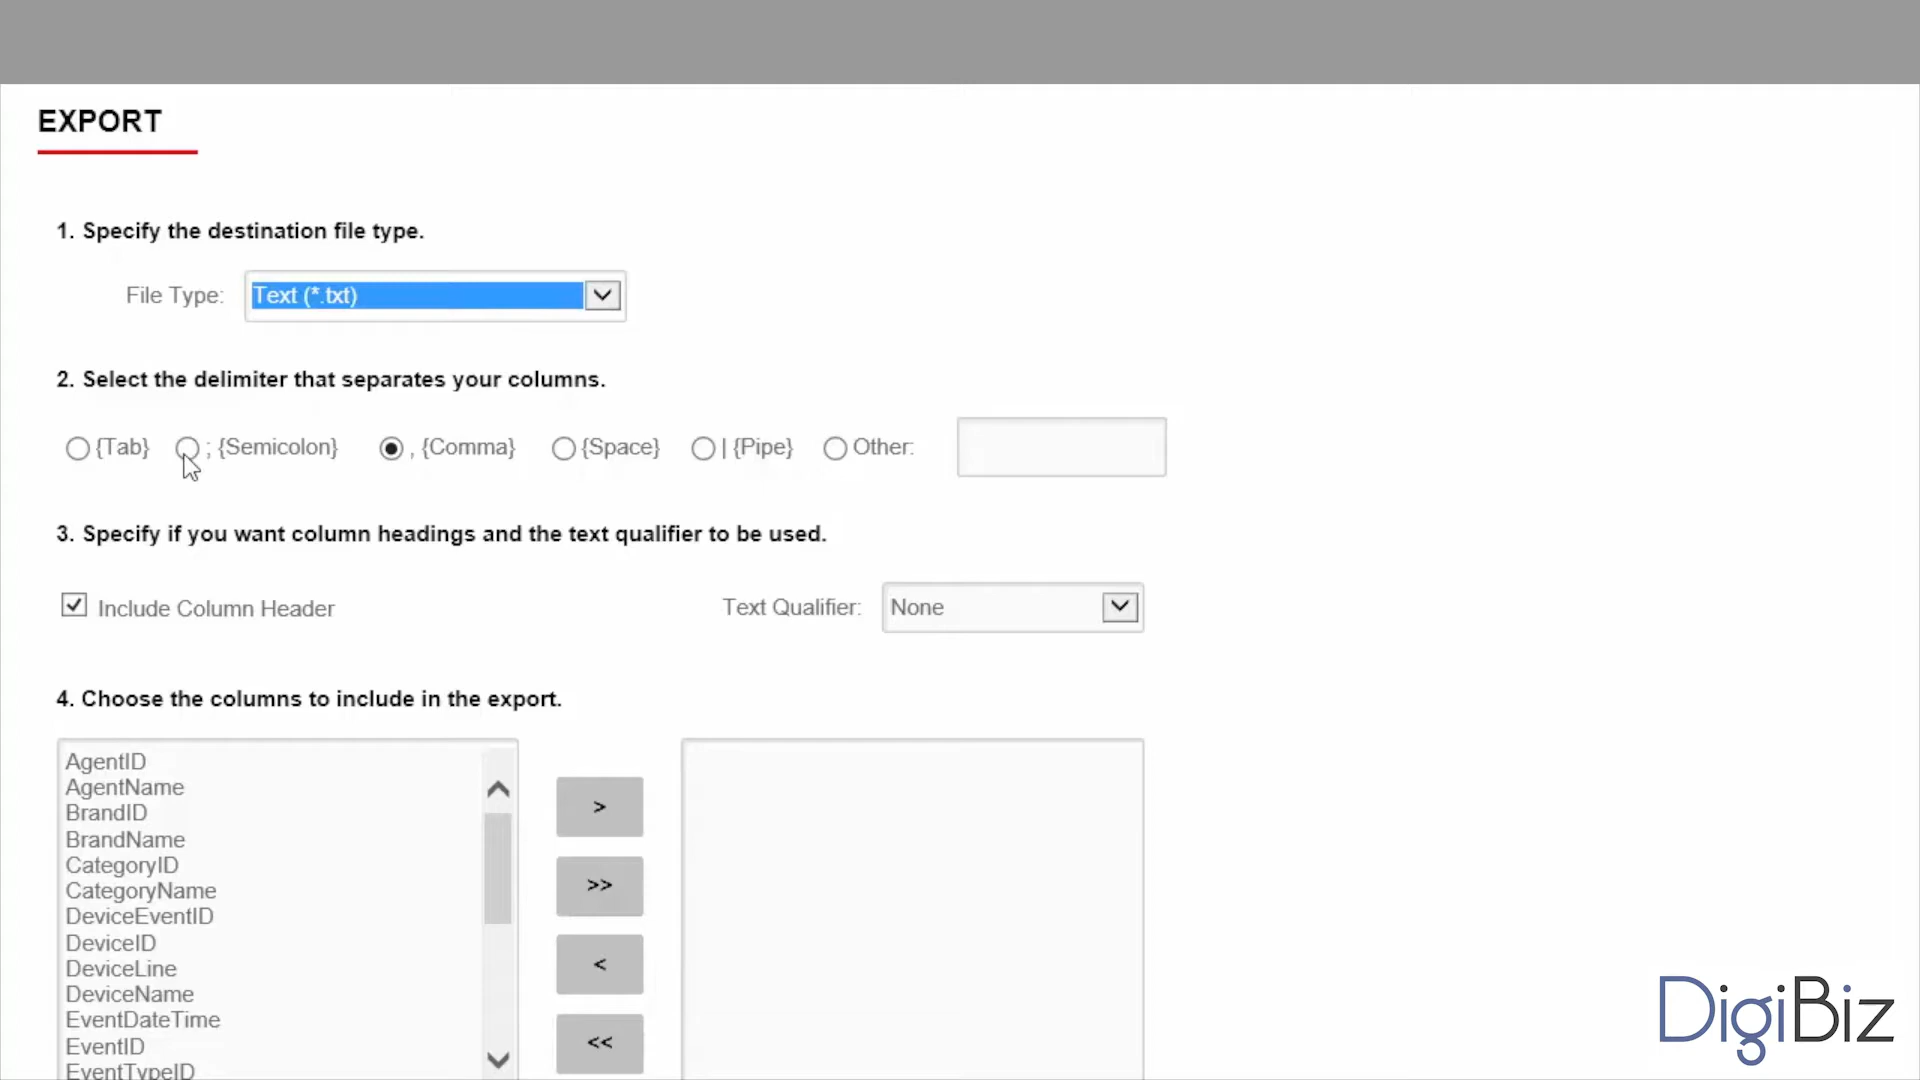 EXPORT
1. Specify the destination file type.
File Type: Text (*.txt)
2. Select the delimiter that separates your columns.
{Tab} ; {Semicolon} , {Comma} {Space} | {Pipe} Other:
3. Specify if you want column headings and the text qualifier to be used.
Include Column Header Text Qualifier: None
4. Choose the columns to include in the export.
AgentID
AgentName
BrandID
BrandName
CategoryID
CategoryName
DeviceEventID
DeviceID
DeviceLine
DeviceName
EventDateTime
EventID
EventTypeID
>
>>
<
<<
DigiBiz